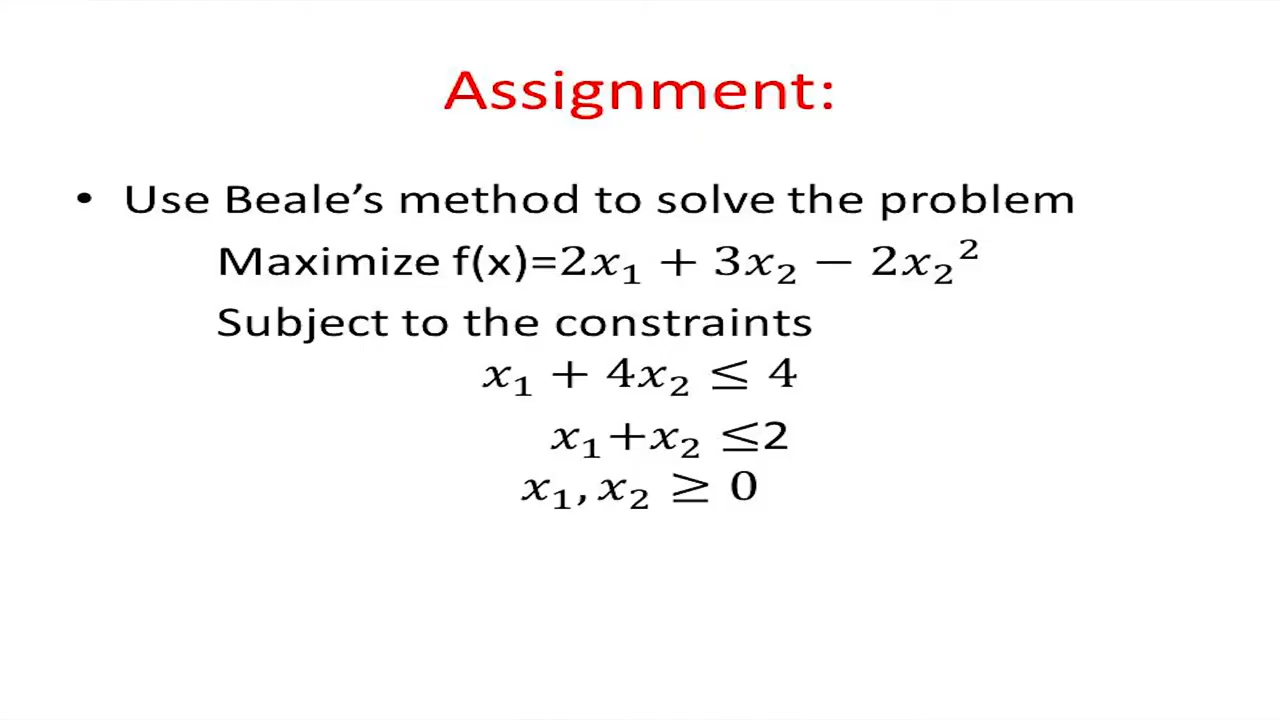 Assignment:
• Use Beale's method to solve the problem
Maximize f(x)=2𝑥₁ + 3𝑥₂ − 2𝑥₂²
Subject to the constraints
𝑥₁ + 4𝑥₂ ≤ 4
𝑥₁+𝑥₂ ≤2
𝑥₁, 𝑥₂ ≥ 0